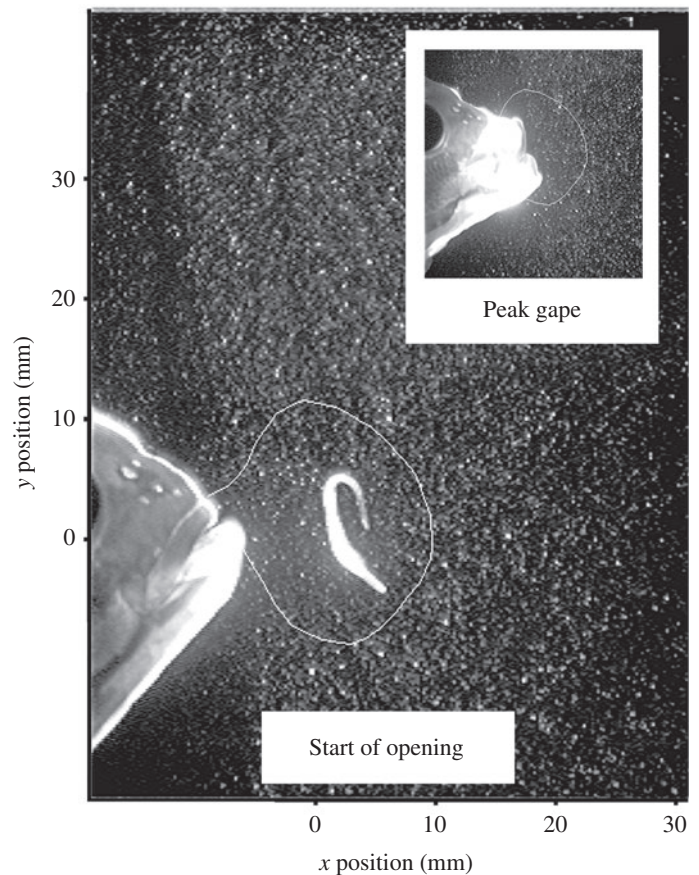 Peak gape
30
20
10
0
y position (mm)
Start of opening
0 10 20 30
x position (mm)